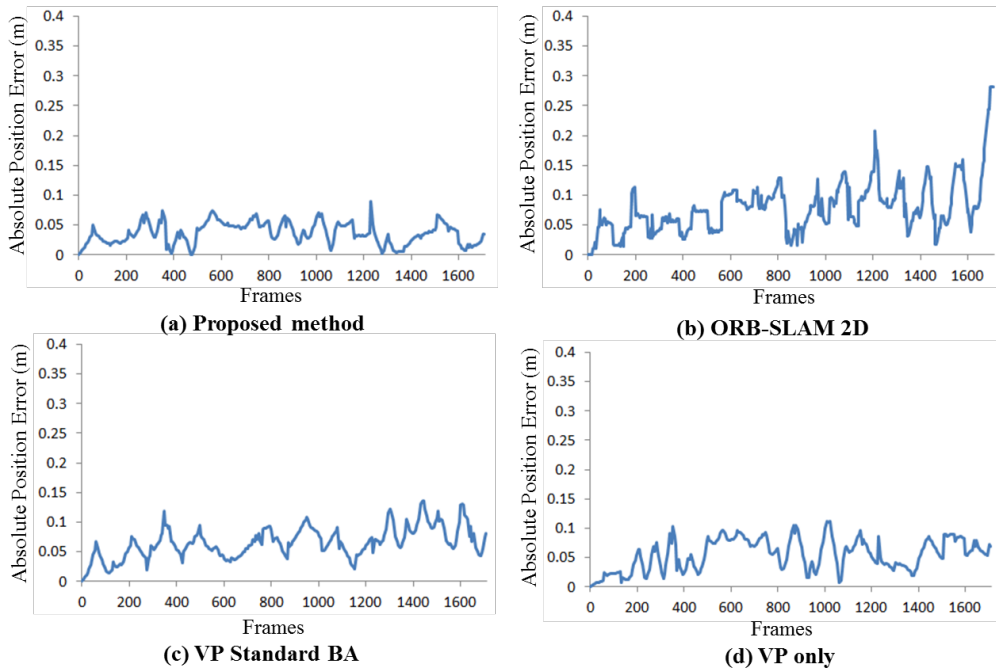 Absolute Position Error (m)
0.4
0.35
0.3
0.25
0.2
0.15
0.1
0.05
0
0 200 400 600 800 1000 1200 1400 1600
Frames
(a) Proposed method
Absolute Position Error (m)
0.4
0.35
0.3
0.25
0.2
0.15
0.1
0.05
0
0 200 400 600 800 1000 1200 1400 1600
Frames
(b) ORB-SLAM 2D
Absolute Position Error (m)
0.4
0.35
0.3
0.25
0.2
0.15
0.1
0.05
0
0 200 400 600 800 1000 1200 1400 1600
Frames
(c) VP Standard BA
Absolute Position Error (m)
0.4
0.35
0.3
0.25
0.2
0.15
0.1
0.05
0
0 200 400 600 800 1000 1200 1400 1600
Frames
(d) VP only